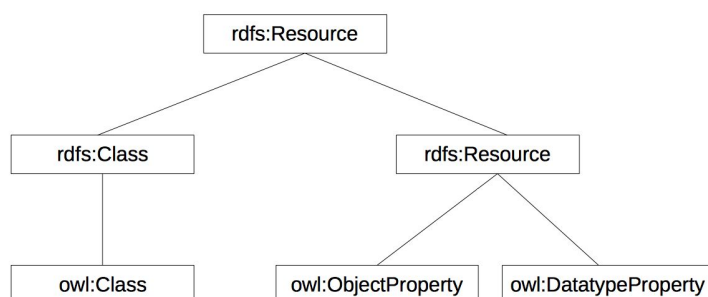 rdfs:Resource
rdfs:Class
rdfs:Resource
owl:Class
owl:ObjectProperty
owl:DatatypeProperty